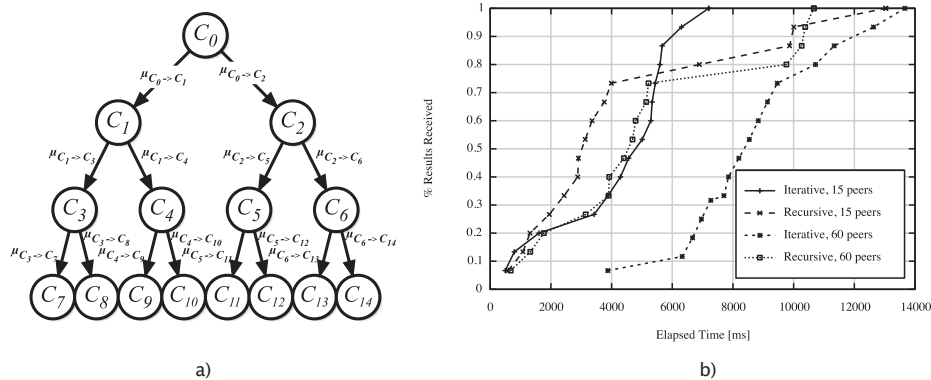 C0
μC0->C1
μC0->C2
C1
C2
μC1->C3
μC1->C4
μC2->C5
μC2->C6
C3
C4
C5
C6
μC3->C7
μC3->C8
μC4->C9
μC4->C10
μC5->C11
μC5->C12
μC6->C13
μC6->C14
C7
C8
C9
C10
C11
C12
C13
C14
a)
1
0.9
0.8
0.7
0.6
0.5
0.4
0.3
0.2
0.1
0
% Results Received
Iterative, 15 peers
Recursive, 15 peers
Iterative, 60 peers
Recursive, 60 peers
0 2000 4000 6000 8000 10000 12000 14000
Elapsed Time [ms]
b)